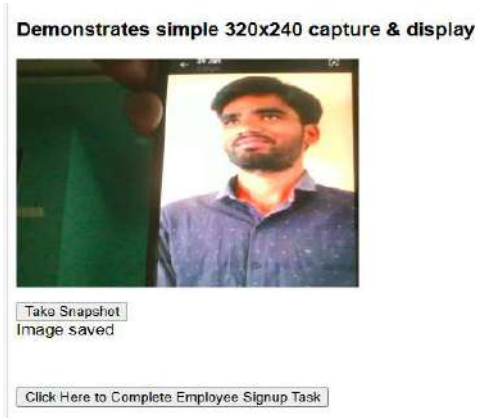 Demonstrates simple 320x240 capture & display
Take Snapshot
Image saved
Click Here to Complete Employee Signup Task